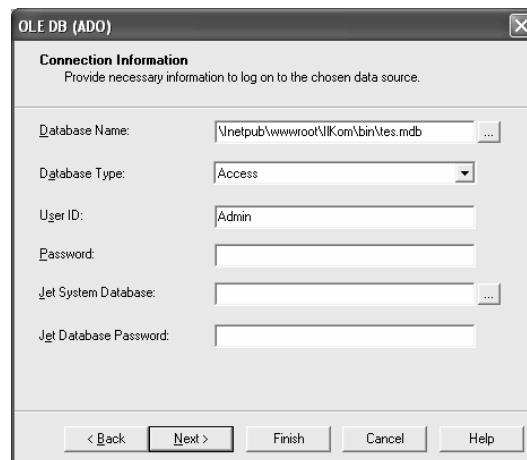 OLE DB (ADO)
Connection Information
Provide necessary information to log on to the chosen data source.
Database Name: \Inetpub\wwwroot\IlKom\bin\tes.mdb ...
Database Type: Access
User ID: Admin
Password:
Jet System Database: ...
Jet Database Password:
< Back Next > Finish Cancel Help